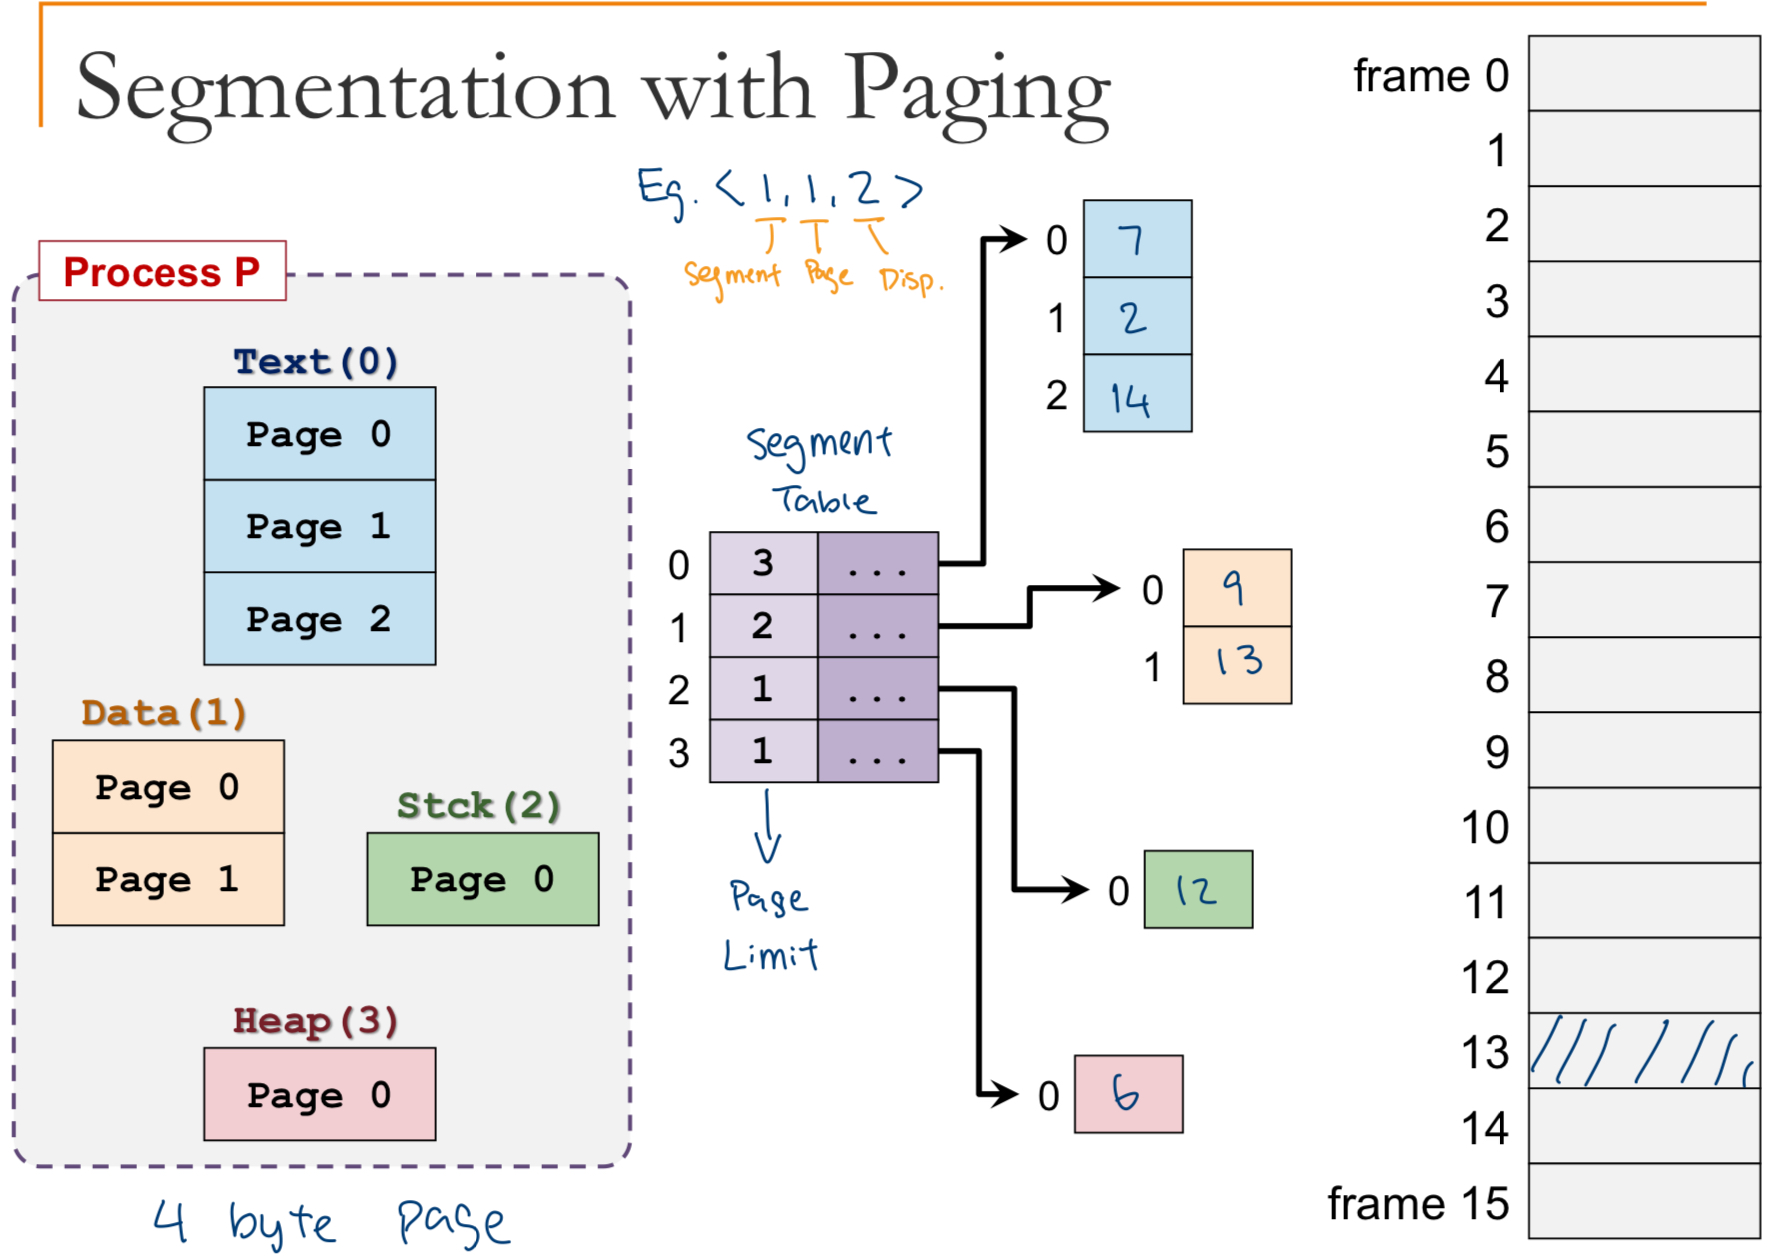 Segmentation with Paging
Eg. < 1, 1, 2 >
Segment Page Disp.
Process P
Text(0)
Page 0
Page 1
Page 2
Data(1)
Page 0
Page 1
Stck(2)
Page 0
Heap(3)
Page 0
4 byte page
Segment
Table
0 3 ...
1 2 ...
2 1 ...
3 1 ...
Page
Limit
0 7
1 2
2 14
0 9
1 13
0 12
0 6
frame 0
1
2
3
4
5
6
7
8
9
10
11
12
13
14
frame 15